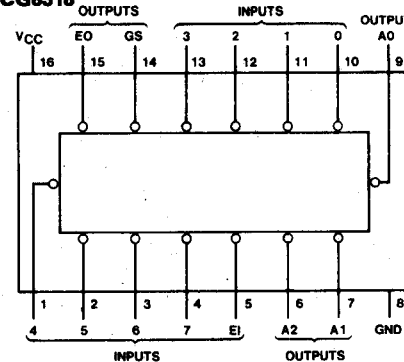 OUTPUTS INPUTS OUTPU
VCC EO GS 3 2 1 0 A0
16 15 14 13 12 11 10 9
1 2 3 4 5 6 7 8
4 5 6 7 EI A2 A1 GND
INPUTS OUTPUTS